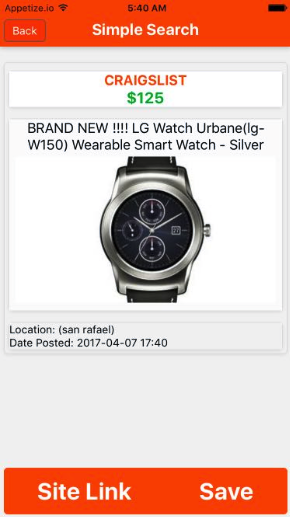 Appetize.io 5:40 AM
Back Simple Search
CRAIGSLIST
$125
BRAND NEW !!!! LG Watch Urbane(lg-
W150) Wearable Smart Watch - Silver
Location: (san rafael)
Date Posted: 2017-04-07 17:40
Site Link Save